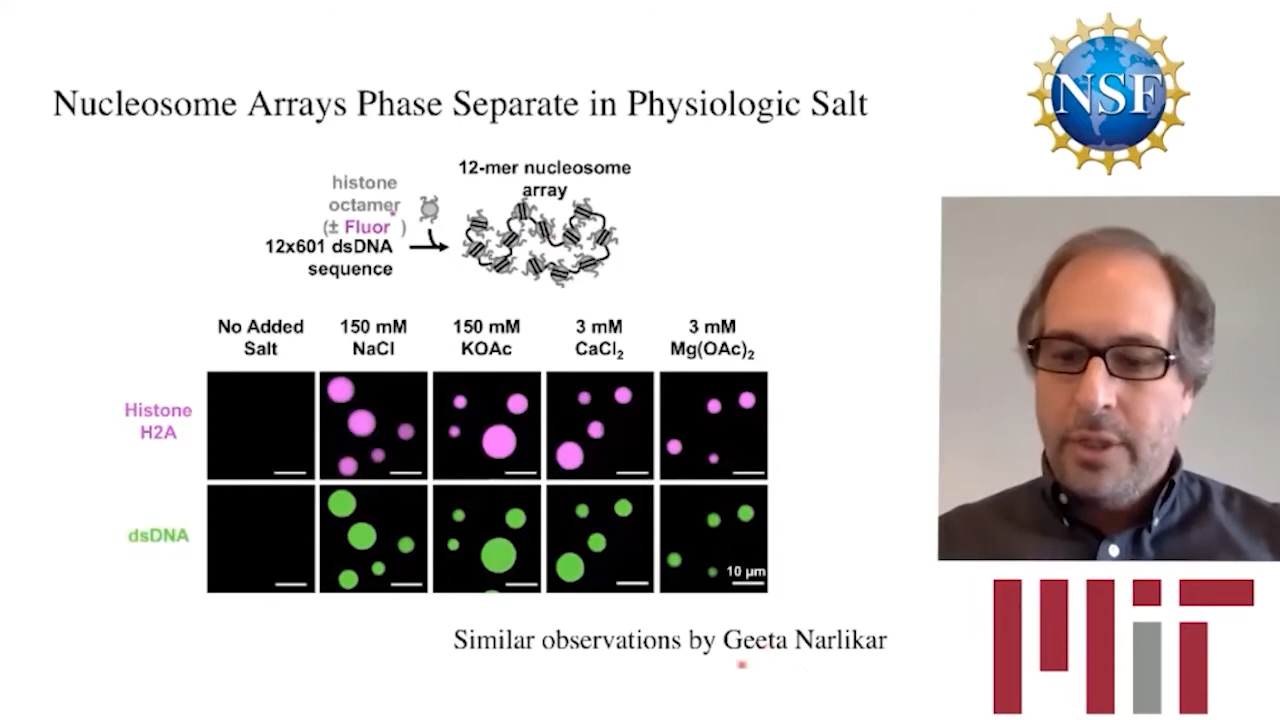 Nucleosome Arrays Phase Separate in Physiologic Salt
NSF
histone
octamer
(± Fluor )
12x601 dsDNA
sequence
12-mer nucleosome
array
No Added
Salt
150 mM
NaCl
150 mM
KOAc
3 mM
CaCl₂
3 mM
Mg(OAc)₂
Histone
H2A
dsDNA
10 µm
Similar observations by Geeta Narlikar
MIT